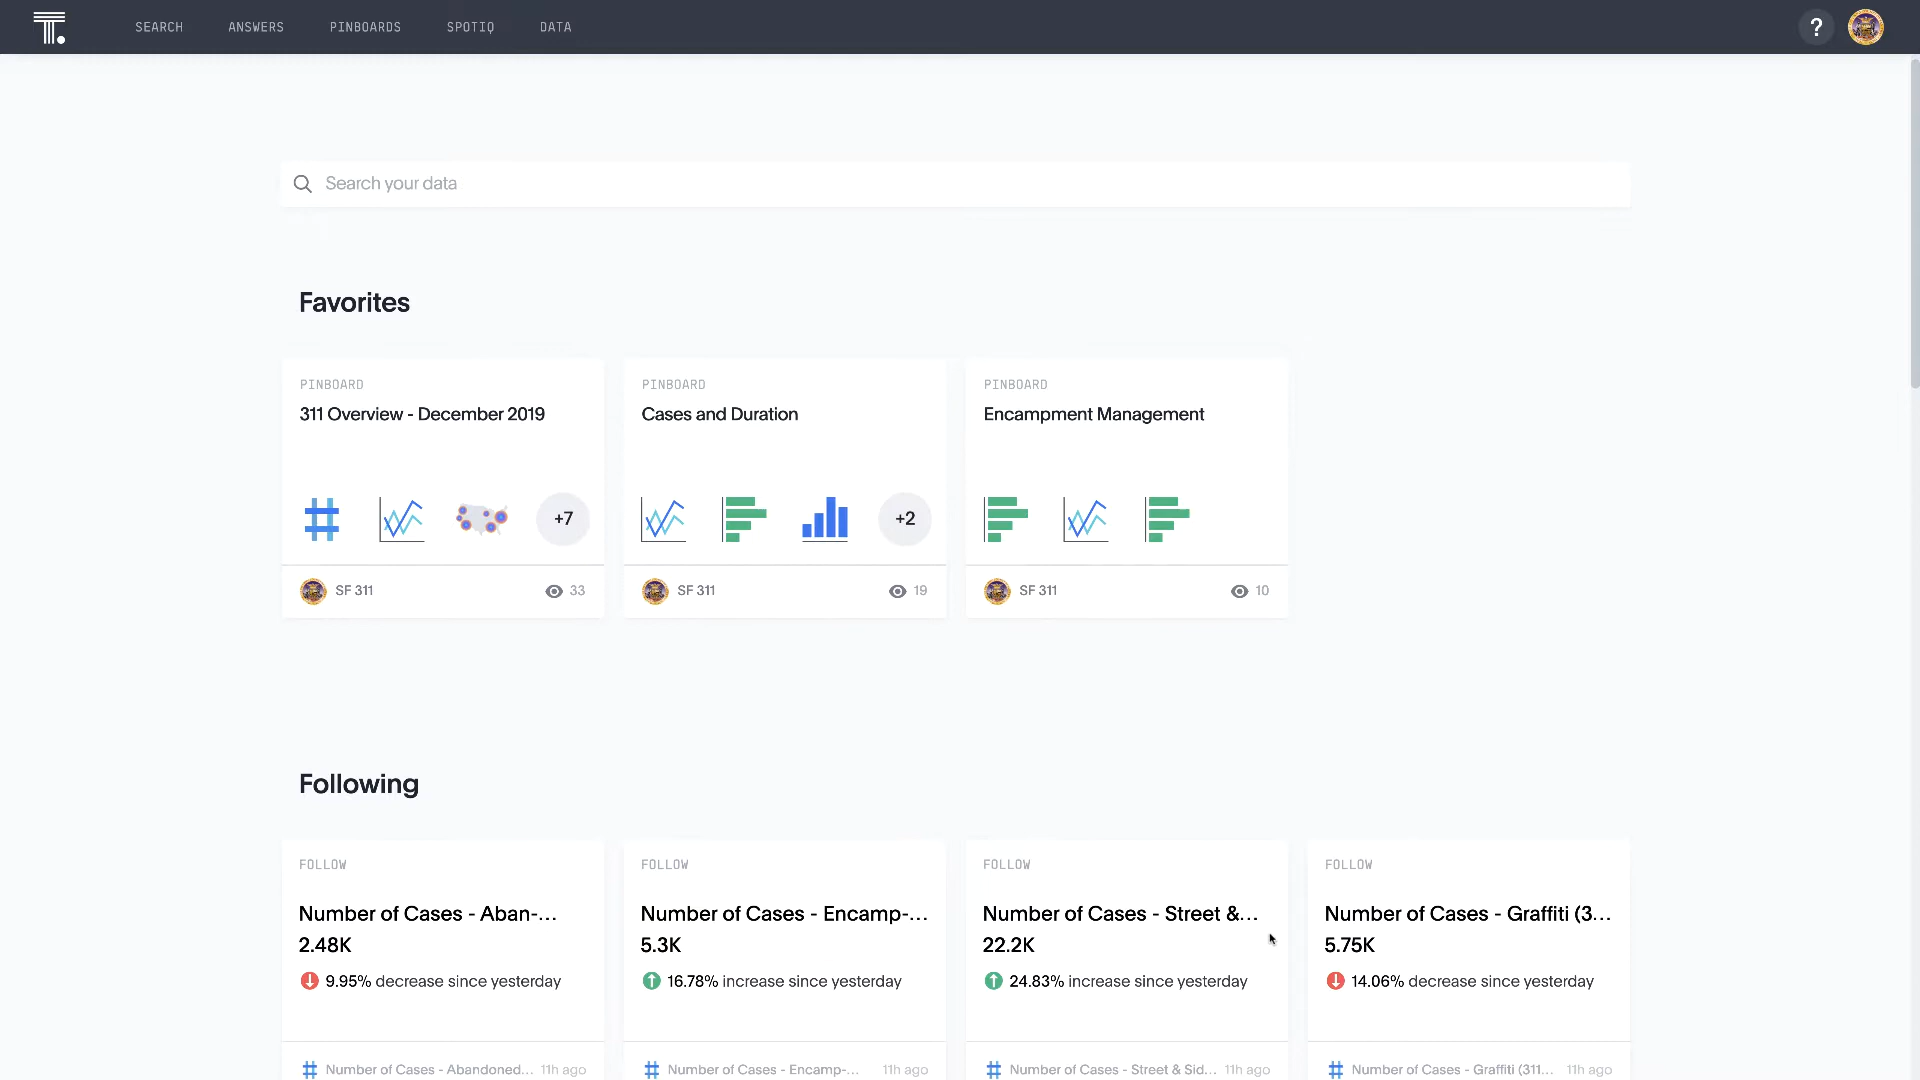 SEARCH ANSWERS PINBOARDS SPOTIQ DATA ?
Search your data
Favorites
PINBOARD
311 Overview - December 2019
+7
SF 311 33
PINBOARD
Cases and Duration
+2
SF 311 19
PINBOARD
Encampment Management
SF 311 10
Following
FOLLOW
Number of Cases - Aban-...
2.48K
9.95% decrease since yesterday
Number of Cases - Abandoned... 11h ago
FOLLOW
Number of Cases - Encamp-...
5.3K
16.78% increase since yesterday
Number of Cases - Encamp-... 11h ago
FOLLOW
Number of Cases - Street &...
22.2K
24.83% increase since yesterday
Number of Cases - Street & Sid... 11h ago
FOLLOW
Number of Cases - Graffiti (3...
5.75K
14.06% decrease since yesterday
Number of Cases - Graffiti (311... 11h ago